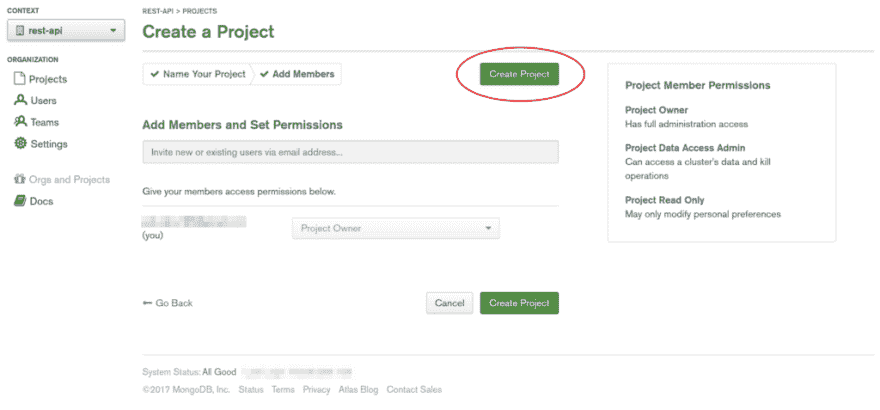 CONTEXT
rest-api
ORGANIZATION
Projects
Users
Teams
Settings
Orgs and Projects
Docs
REST-API > PROJECTS
Create a Project
Name Your Project
Add Members
Create Project
Add Members and Set Permissions
Invite new or existing users via email address...
Give your members access permissions below.
(you)
Project Owner
Go Back
Cancel
Create Project
Project Member Permissions
Project Owner
Has full administration access
Project Data Access Admin
Can access a cluster's data and kill
operations
Project Read Only
May only modify personal preferences
System Status: All Good
©2017 MongoDB, Inc. Status Terms Privacy Atlas Blog Contact Sales